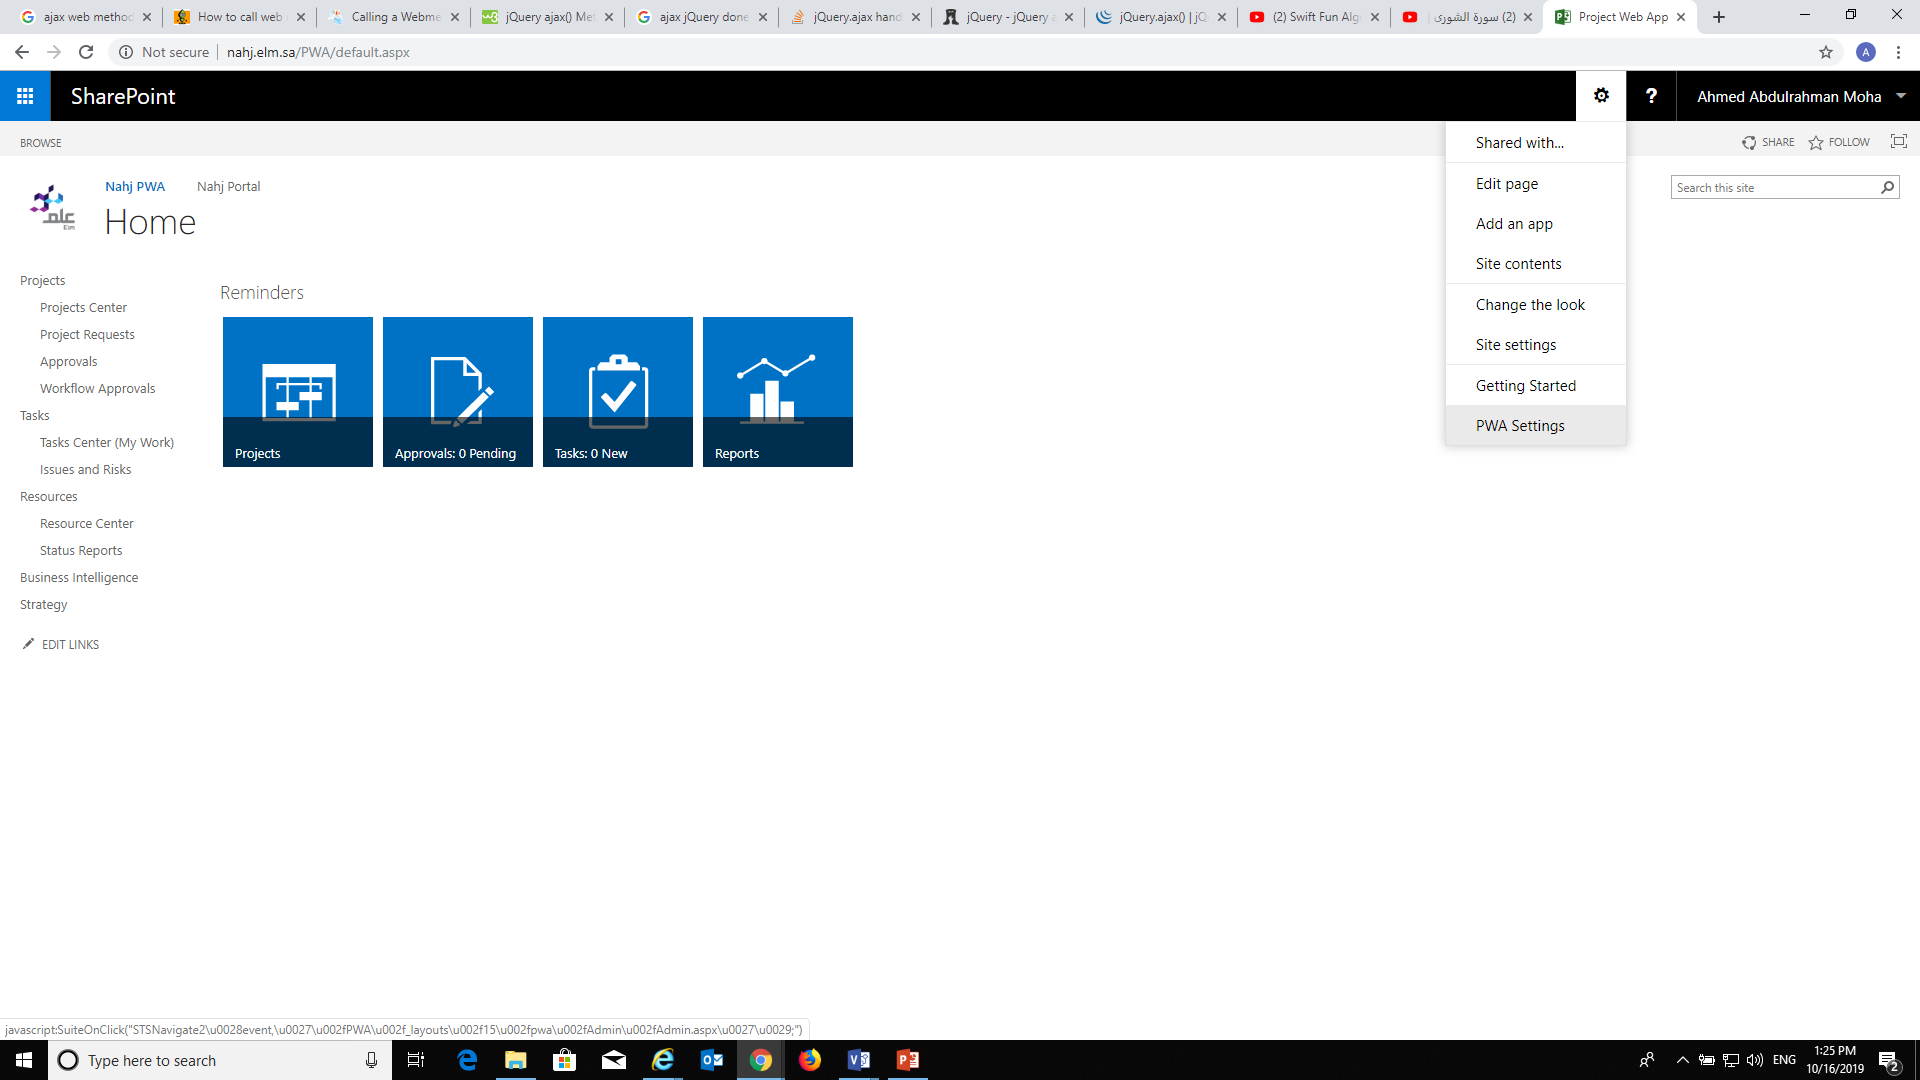 ajax web method
How to call web
Calling a Webme
jQuery ajax() Met
ajax jQuery done
jQuery.ajax hand
jQuery - jQuery a
jQuery.ajax() | jQ
(2) Swift Fun Alg
(2) سورة الشورى |
Project Web App
Not secure
nahj.elm.sa/PWA/default.aspx
A
SharePoint
?
Ahmed Abdulrahman Moha
BROWSE
SHARE
FOLLOW
Shared with...
Edit page
Add an app
Site contents
Change the look
Site settings
Getting Started
PWA Settings
علم
Elm
Nahj PWA
Nahj Portal
Search this site
Home
Projects
Projects Center
Project Requests
Approvals
Workflow Approvals
Tasks
Tasks Center (My Work)
Issues and Risks
Resources
Resource Center
Status Reports
Business Intelligence
Strategy
EDIT LINKS
Reminders
Projects
Approvals: 0 Pending
Tasks: 0 New
Reports
javascript:SuiteOnClick("STSNavigate2\u0028event,\u0027\u002fPWA\u002f_layouts\u002f15\u002fpwa\u002fAdmin\u002fAdmin.aspx\u0027\u0029;")
Type here to search
ENG
1:25 PM
10/16/2019
2